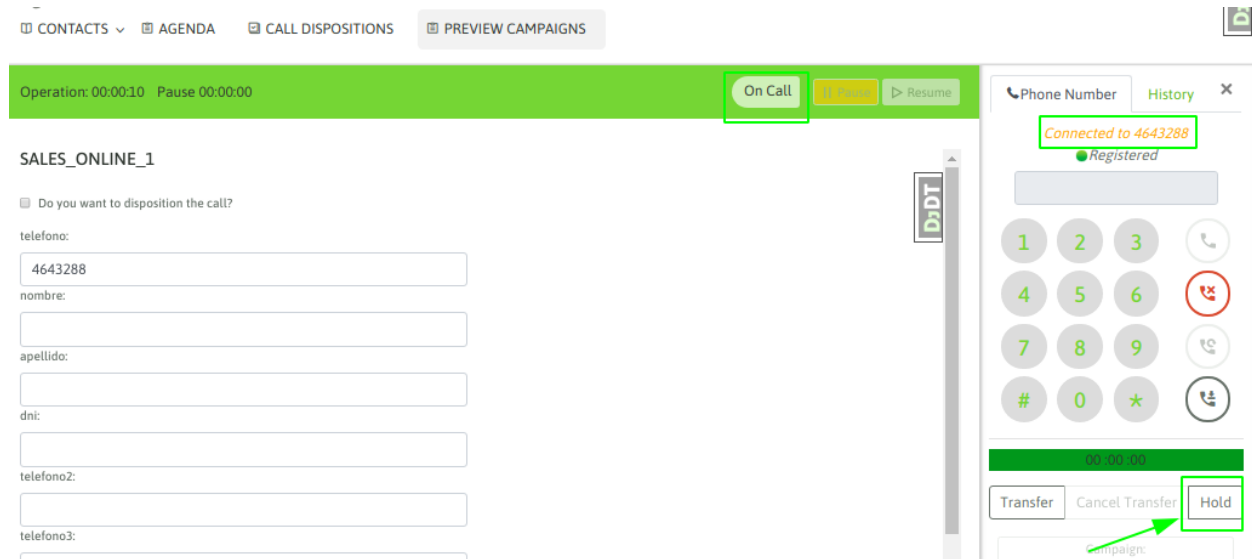 CONTACTS AGENDA CALL DISPOSITIONS PREVIEW CAMPAIGNS
Operation: 00:00:10 Pause 00:00:00 On Call Pause Resume
Phone Number History ×
Connected to 4643288
Registered
SALES_ONLINE_1
Do you want to disposition the call?
DjDT
telefono:
4643288
nombre:
apellido:
dni:
telefono2:
telefono3:
1 2 3
4 5 6
7 8 9
# 0 *
00:00:00
Transfer Cancel Transfer Hold
Campaign: